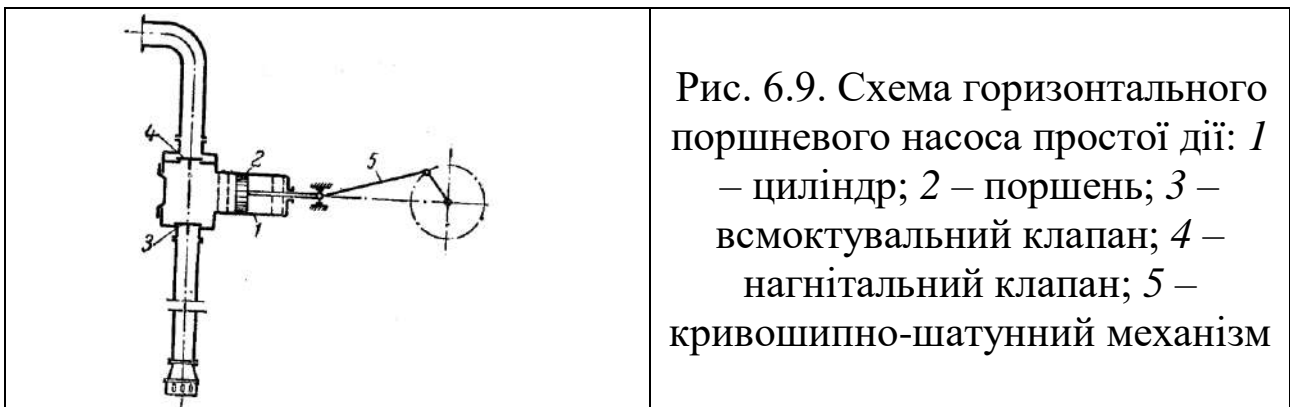 4
2
5
3
1
Рис. 6.9. Схема горизонтального
поршневого насоса простої дії: 1
– циліндр; 2 – поршень; 3 –
всмоктувальний клапан; 4 –
нагнітальний клапан; 5 –
кривошипно-шатунний механізм